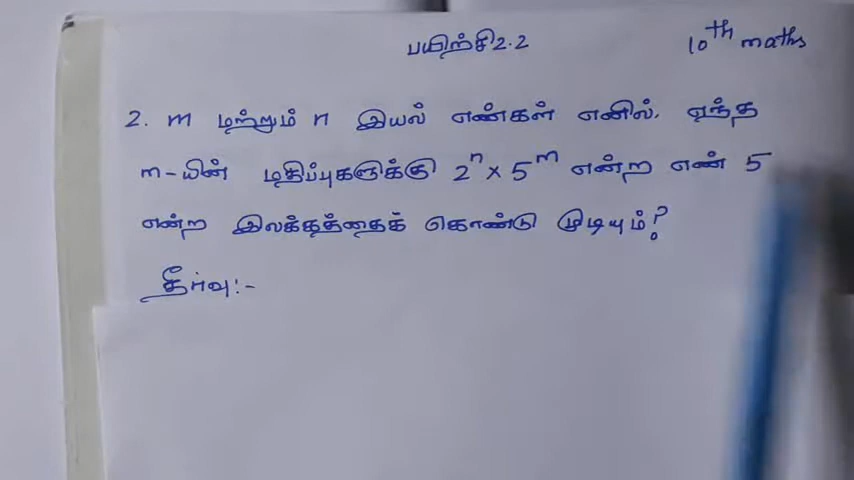 பயிற்சி 2.2
10th maths
2. m மற்றும் n இயல் எண்கள் எனில், எந்த
m-யின் மதிப்புகளுக்கு 2ⁿ × 5ᵐ என்ற எண் 5
என்ற இலக்கத்தைக் கொண்டு முடியும்?
தீர்வு:-